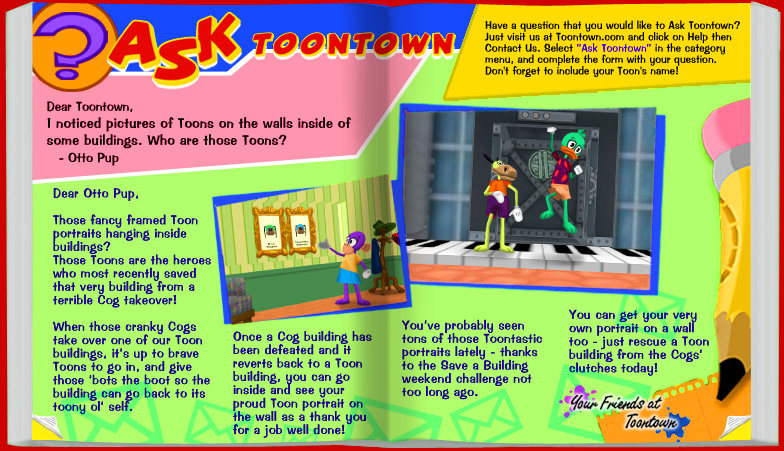 ?
ASK TOONTOWN
Have a question that you would like to Ask Toontown?
Just visit us at Toontown.com and click on Help then
Contact Us. Select "Ask Toontown" in the category
menu, and complete the form with your question.
Don't forget to include your Toon's name!
Dear Toontown,
I noticed pictures of Toons on the walls inside of
some buildings. Who are those Toons?
- Otto Pup
Dear Otto Pup,
Those fancy framed Toon
portraits hanging inside
buildings?
Those Toons are the heroes
who most recently saved
that very building from a
terrible Cog takeover!
When those cranky Cogs
take over one of our Toon
buildings, it's up to brave
Toons to go in, and give
those 'bots the boot so the
building can go back to its
toony ol' self.
Once a Cog building has
been defeated and it
reverts back to a Toon
building, you can go
inside and see your
proud Toon portrait on
the wall as a thank you
for a job well done!
You've probably seen
tons of those Toontastic
portraits lately - thanks
to the Save a Building
weekend challenge not
too long ago.
You can get your very
own portrait on a wall
too - just rescue a Toon
building from the Cogs'
clutches today!
Your Friends at
Toontown